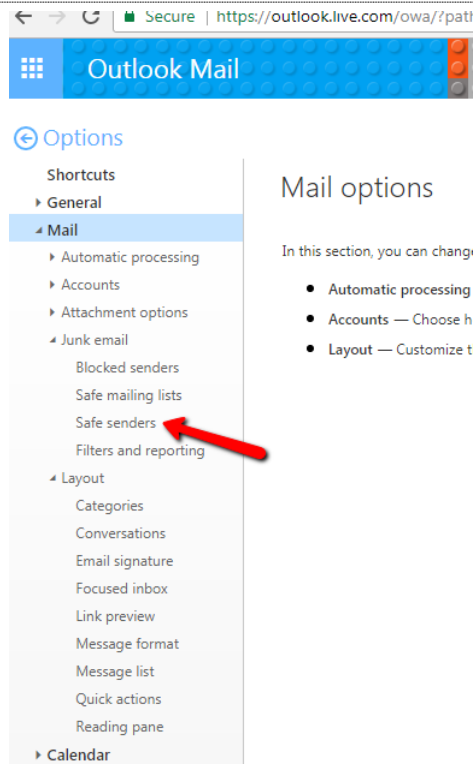 Secure | https://outlook.live.com/owa/?path
Outlook Mail
Options
Shortcuts
General
Mail
Automatic processing
Accounts
Attachment options
Junk email
Blocked senders
Safe mailing lists
Safe senders
Filters and reporting
Layout
Categories
Conversations
Email signature
Focused inbox
Link preview
Message format
Message list
Quick actions
Reading pane
Calendar
Mail options
In this section, you can change
Automatic processing
Accounts — Choose h
Layout — Customize t